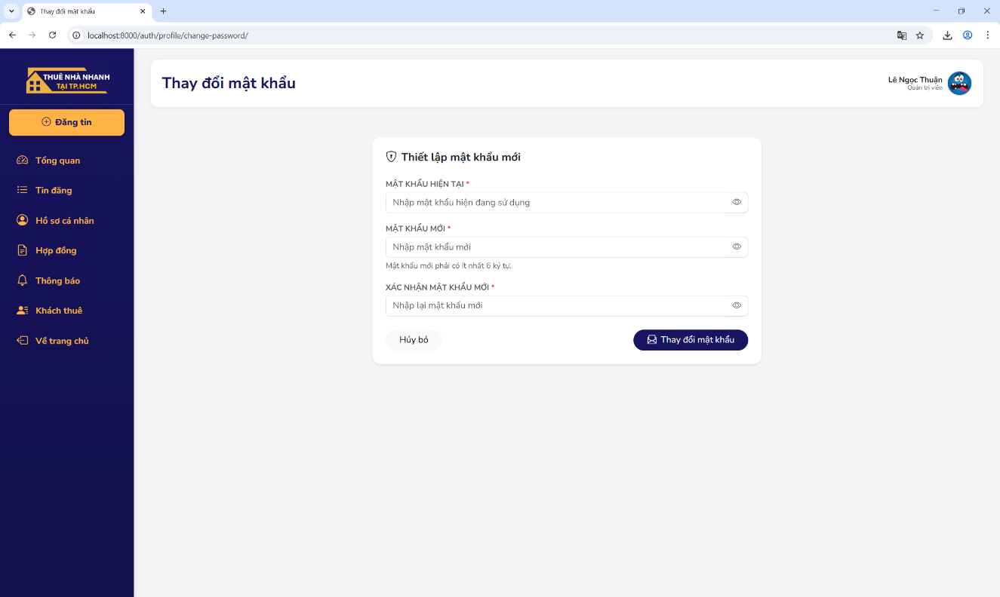 Thay đổi mật khẩu
localhost:8000/auth/profile/change-password/
THUÊ NHÀ NHANH
TẠI TP.HCM
Đăng tin
Tổng quan
Tin đăng
Hồ sơ cá nhân
Hợp đồng
Thông báo
Khách thuê
Về trang chủ
Thay đổi mật khẩu
Lê Ngọc Thuận
Quản trị viên
Thiết lập mật khẩu mới
MẬT KHẨU HIỆN TẠI *
Nhập mật khẩu hiện đang sử dụng
MẬT KHẨU MỚI *
Nhập mật khẩu mới
Mật khẩu mới phải có ít nhất 6 ký tự.
XÁC NHẬN MẬT KHẨU MỚI *
Nhập lại mật khẩu mới
Hủy bỏ
Thay đổi mật khẩu